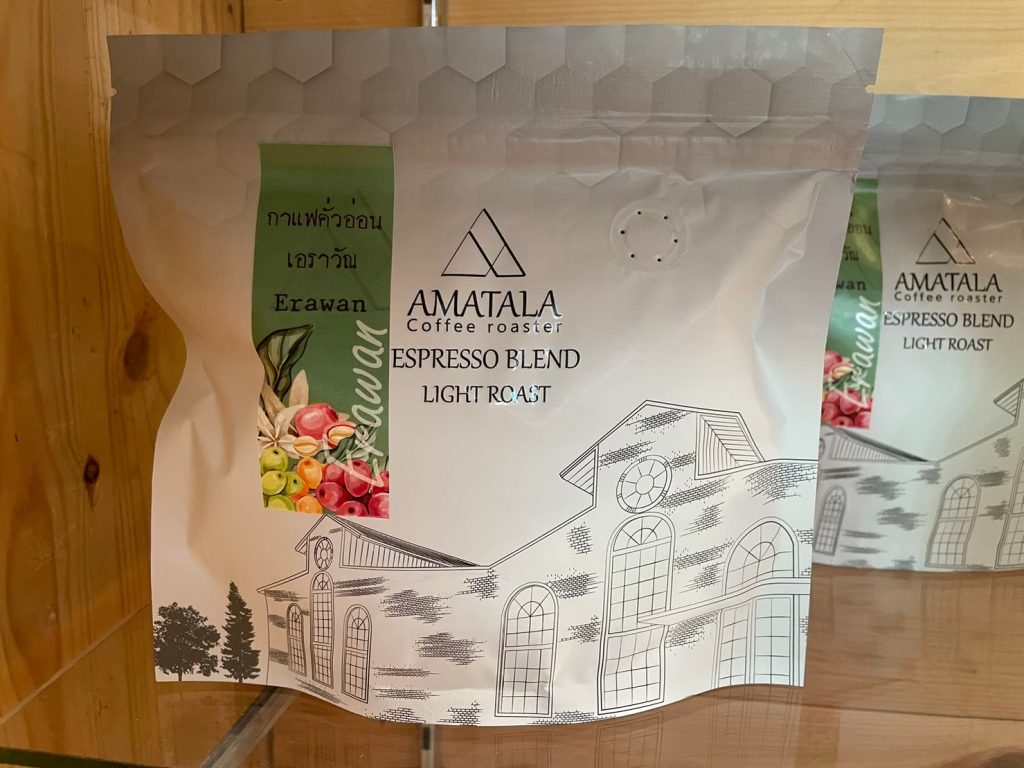 กาแฟคั่วอ่อน
เอราวัณ
Erawan
Erawan
AMATALA
Coffee roaster
ESPRESSO BLEND
LIGHT ROAST
AMATALA
Coffee roaster
ESPRESSO BLEND
LIGHT ROAST
Erawan